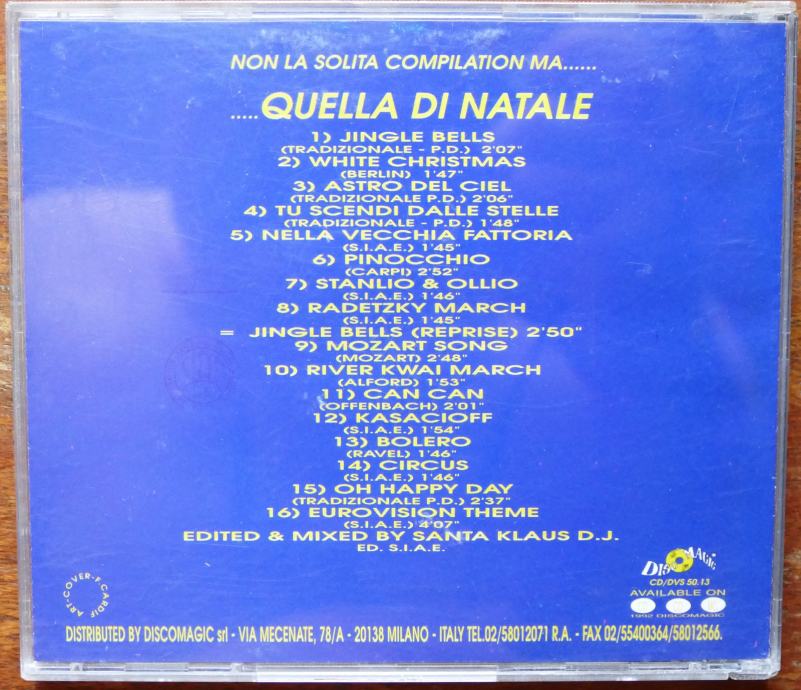 NON LA SOLITA COMPILATION MA......
.....QUELLA DI NATALE
1) JINGLE BELLS
(TRADIZIONALE - P.D.) 2'07"
2) WHITE CHRISTMAS
(BERLIN) 1'47"
3) ASTRO DEL CIEL
(TRADIZIONALE P.D.) 2'06"
4) TU SCENDI DALLE STELLE
(TRADIZIONALE - P.D.) 1'48"
5) NELLA VECCHIA FATTORIA
(S.I.A.E.) 1'45"
6) PINOCCHIO
(CARPI) 2'52"
7) STANLIO & OLLIO
(S.I.A.E.) 1'46"
8) RADETZKY MARCH
(S.I.A.E.) 1'45"
= JINGLE BELLS (REPRISE) 2'50"
9) MOZART SONG
(MOZART) 2'48"
10) RIVER KWAI MARCH
(ALFORD) 1'53"
11) CAN CAN
(OFFENBACH) 2'01"
12) KASACIOFF
(S.I.A.E.) 1'54"
13) BOLERO
(RAVEL) 1'46"
14) CIRCUS
(S.I.A.E.) 1'46"
15) OH HAPPY DAY
(TRADIZIONALE P.D.) 2'37"
16) EUROVISION THEME
(S.I.A.E.) 4'07"
EDITED & MIXED BY SANTA KLAUS D.J.
ED. S.I.A.E.
DISCOMAGIC
CD/DVS 50.13
AVAILABLE ON
1992 DISCOMAGIC
ART-COVER-F.CARDIF
DISTRIBUTED BY DISCOMAGIC srl - VIA MECENATE, 78/A - 20138 MILANO - ITALY TEL.02/58012071 R.A. - FAX 02/55400364/58012566.